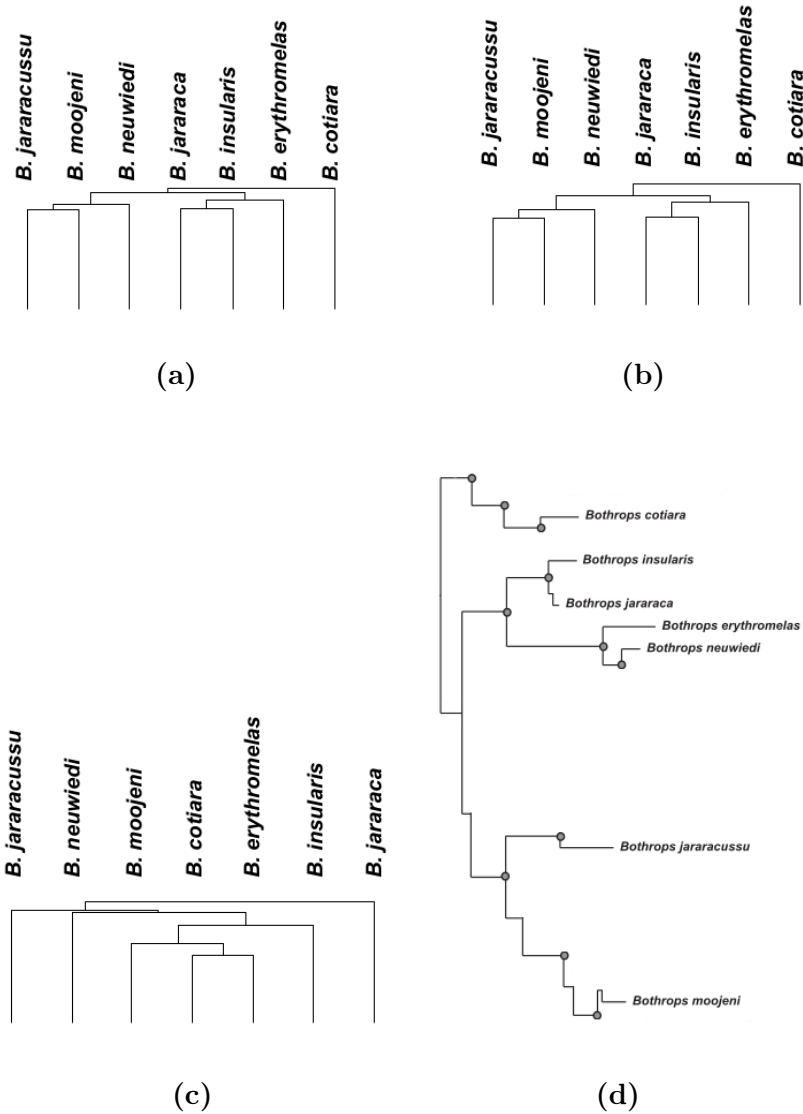 B. jararacussu
B. moojeni
B. neuwiedi
B. jararaca
B. insularis
B. erythromelas
B. cotiara
(a)
B. jararacussu
B. moojeni
B. neuwiedi
B. jararaca
B. insularis
B. erythromelas
B. cotiara
(b)
B. jararacussu
B. neuwiedi
B. moojeni
B. cotiara
B. erythromelas
B. insularis
B. jararaca
(c)
Bothrops cotiara
Bothrops insularis
Bothrops jararaca
Bothrops erythromelas
Bothrops neuwiedi
Bothrops jararacussu
Bothrops moojeni
(d)